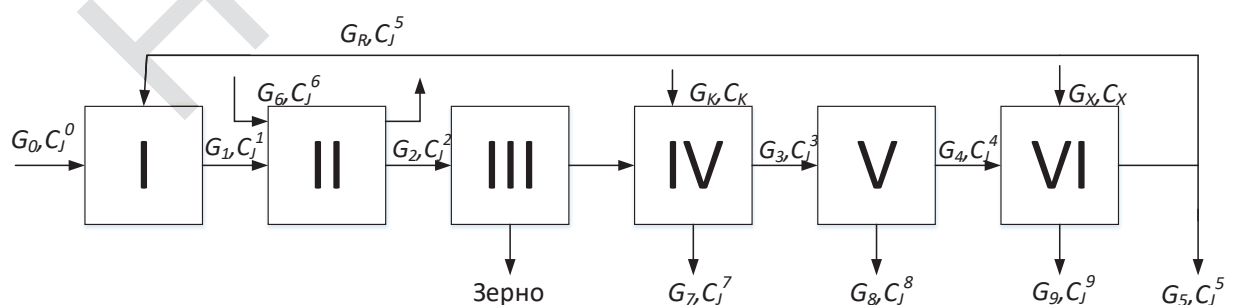 G_R,C_J^5
G_6,C_J^6
G_K,C_K
G_X,C_X
G_0,C_J^0
I
G_1,C_J^1
II
G_2,C_J^2
III
IV
G_3,C_J^3
V
G_4,C_J^4
VI
Зерно
G_7,C_J^7
G_8,C_J^8
G_9,C_J^9
G_5,C_J^5